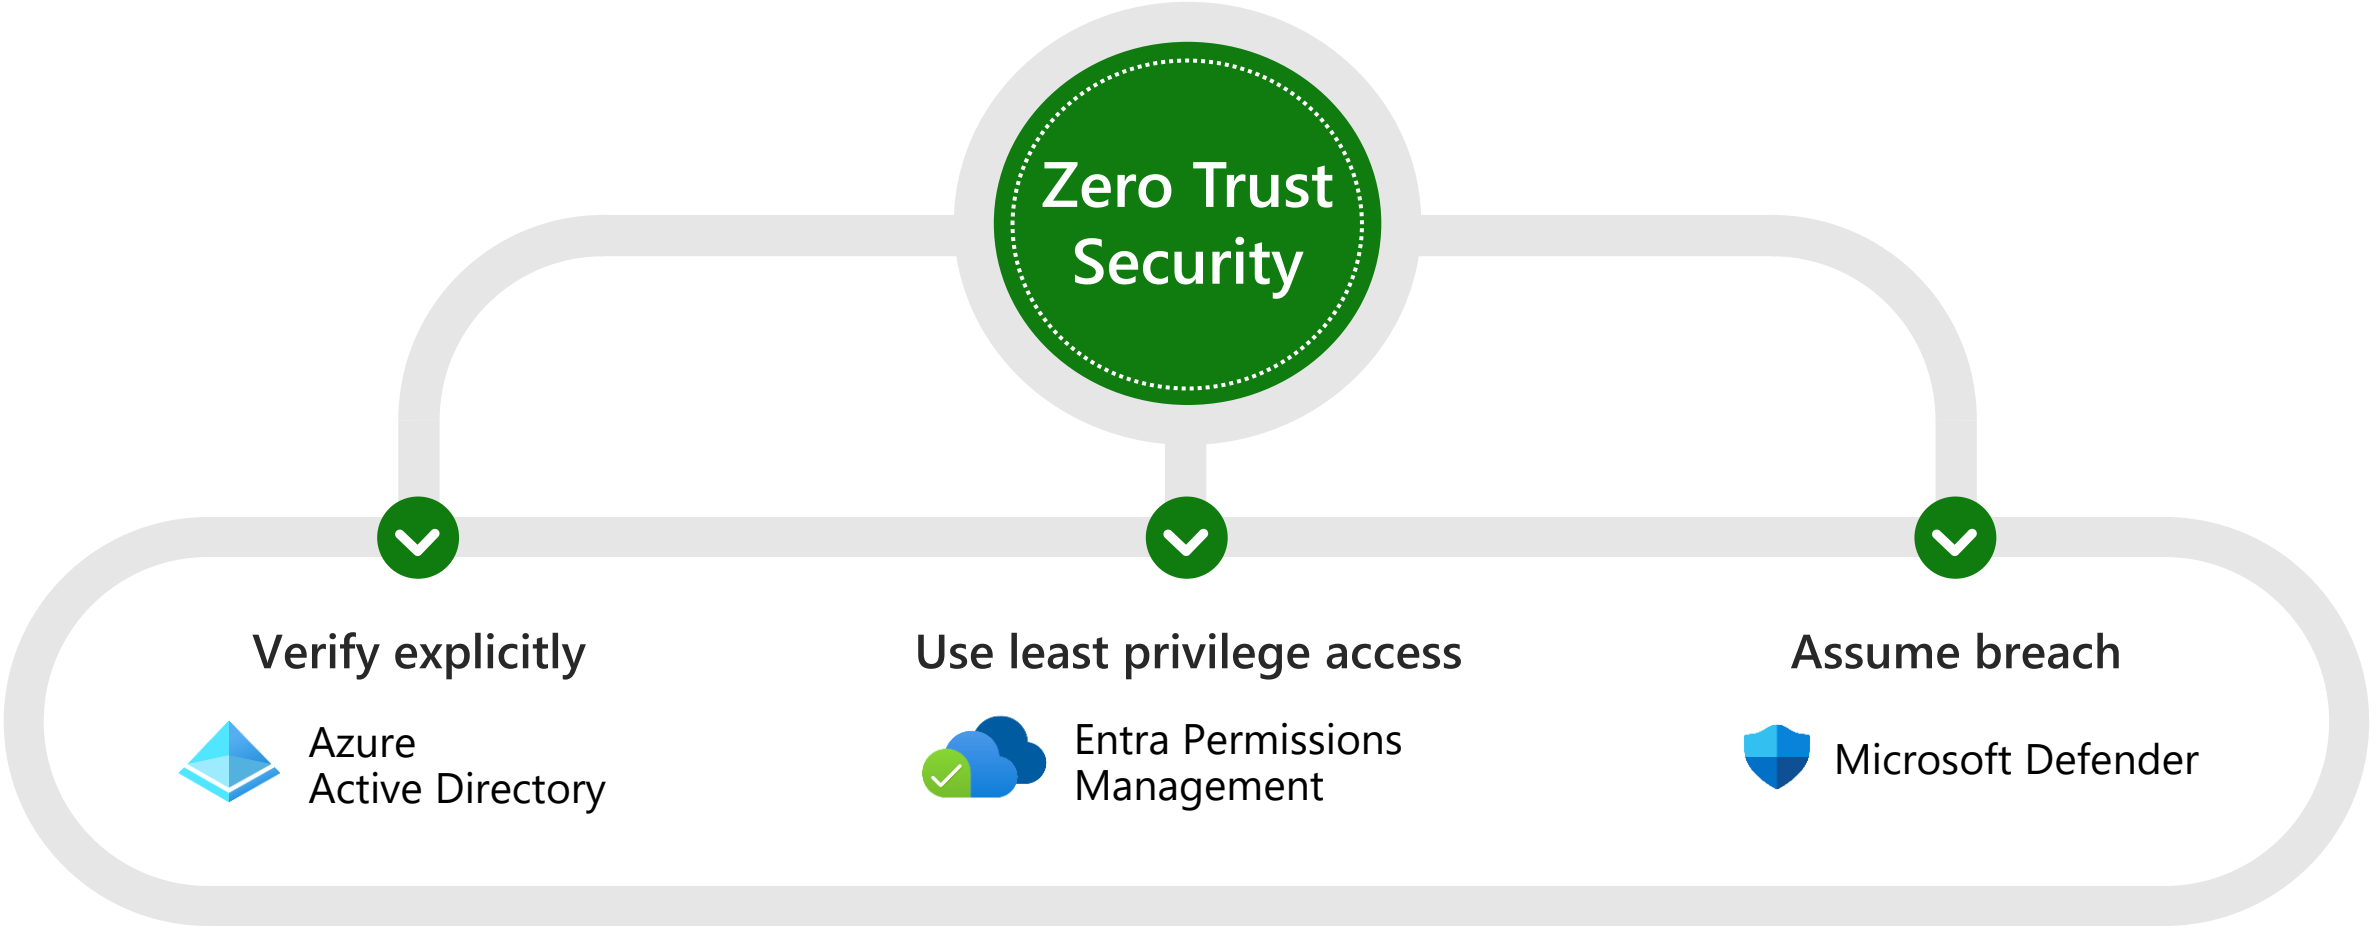 Zero Trust
Security
Verify explicitly
Azure
Active Directory
Use least privilege access
Entra Permissions
Management
Assume breach
Microsoft Defender